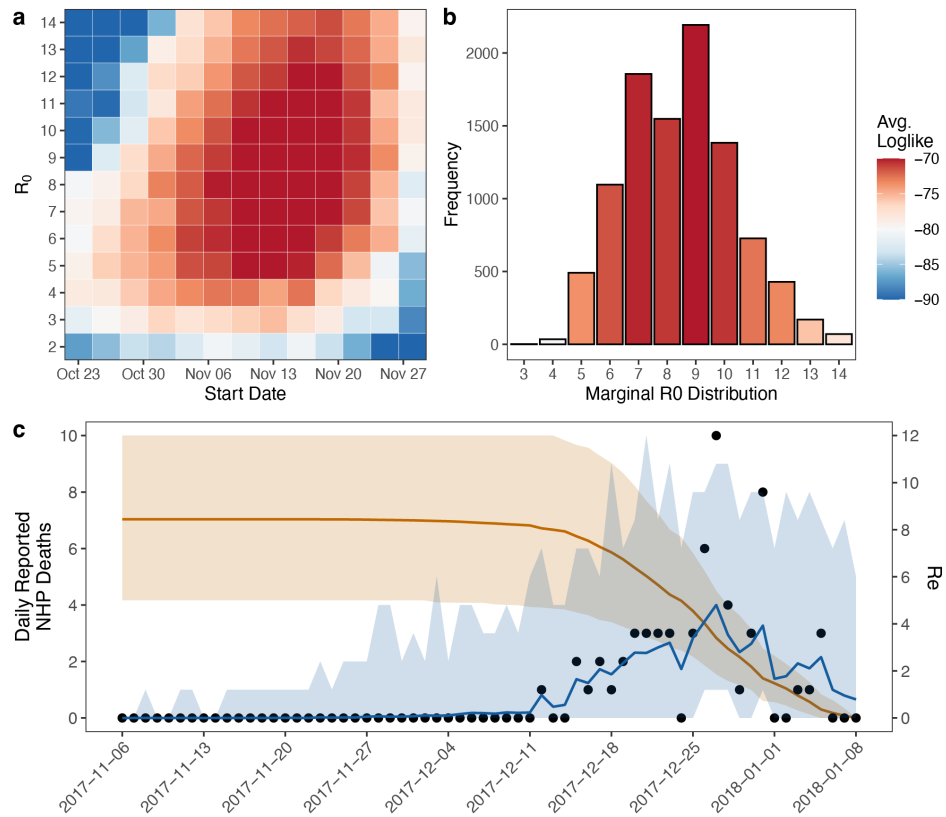 a
14
13
12
11
10
9
8
7
6
5
4
3
2
R0
Oct 23 Oct 30 Nov 06 Nov 13 Nov 20 Nov 27
Start Date
b
2000
1500
1000
500
0
Frequency
3 4 5 6 7 8 9 10 11 12 13 14
Marginal R0 Distribution
Avg.
Loglike
−70
−75
−80
−85
−90
c
10
8
6
4
2
0
Daily Reported
NHP Deaths
12
10
8
6
4
2
0
Re
2017−11−06 2017−11−13 2017−11−20 2017−11−27 2017−12−04 2017−12−11 2017−12−18 2017−12−25 2018−01−01 2018−01−08